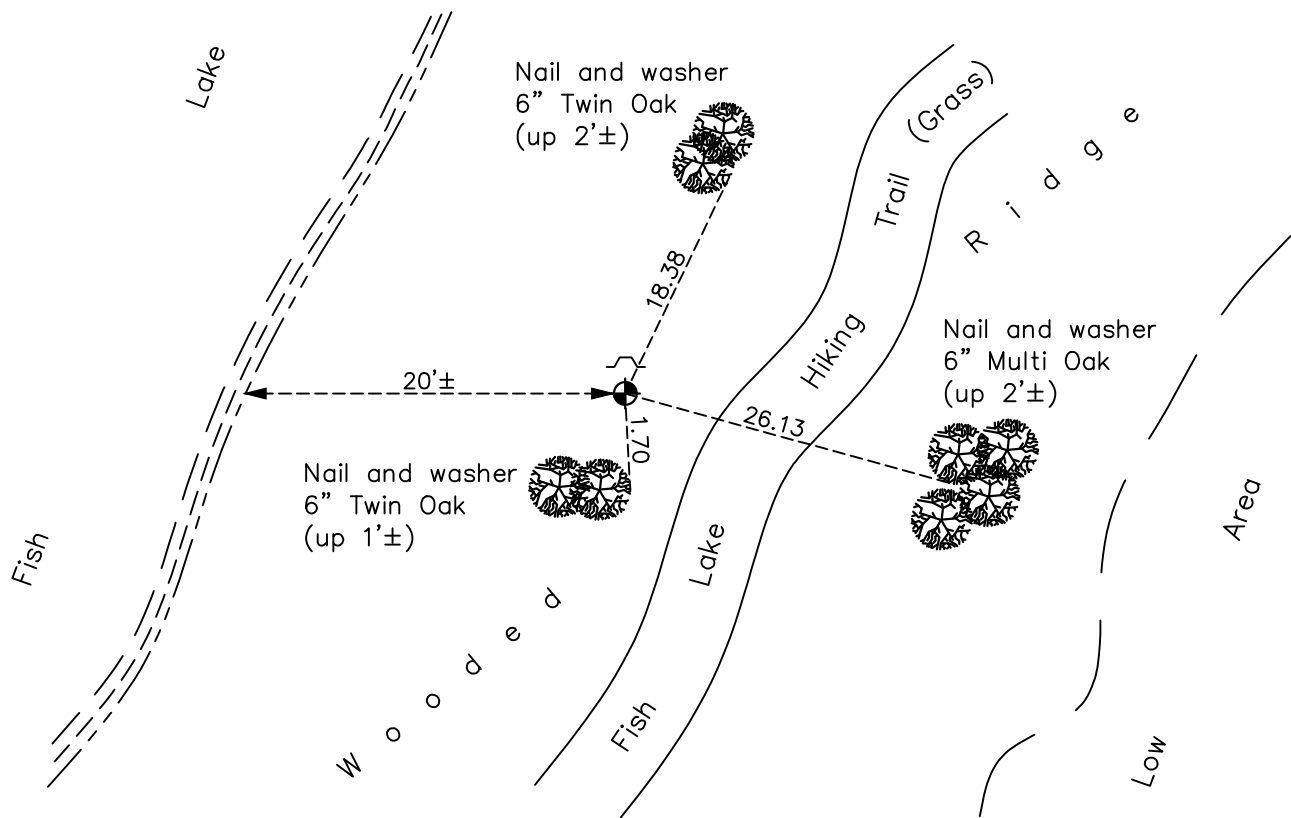 Lake
Fish
Nail and washer
6" Twin Oak
(up 2'±)
18.38
20'±
1.70
26.13
Nail and washer
6" Twin Oak
(up 1'±)
Nail and washer
6" Multi Oak
(up 2'±)
Fish Lake Hiking Trail (Grass)
Wooded Ridge
Low Area